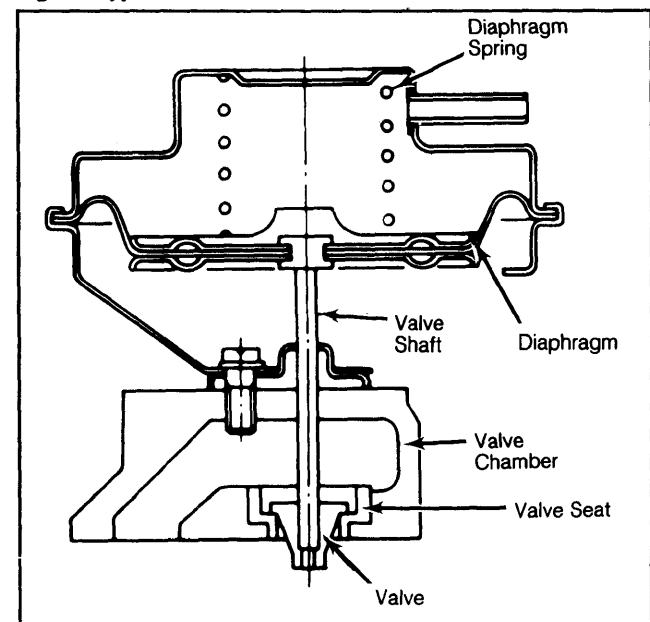 Diaphragm
Spring
Valve
Shaft
Diaphragm
Valve
Chamber
Valve Seat
Valve